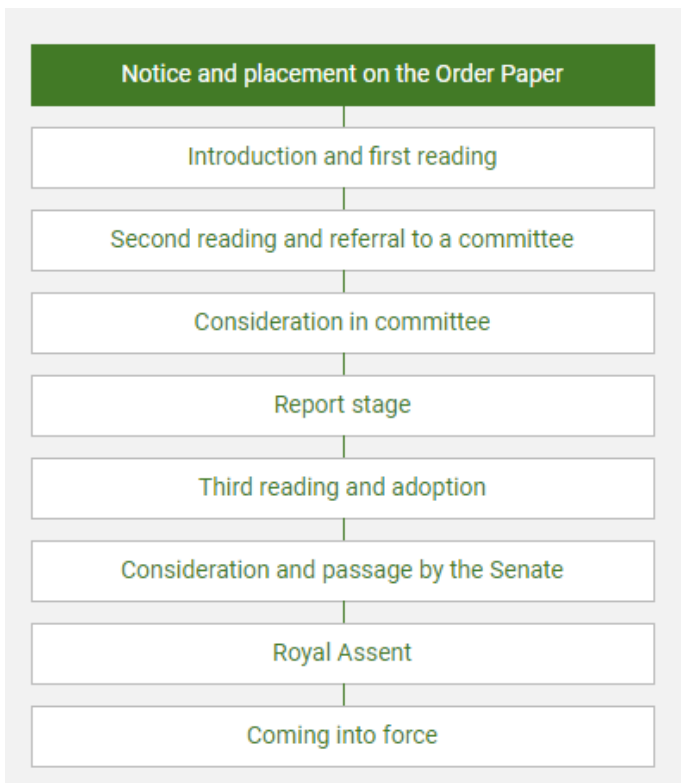 Notice and placement on the Order Paper
Introduction and first reading
Second reading and referral to a committee
Consideration in committee
Report stage
Third reading and adoption
Consideration and passage by the Senate
Royal Assent
Coming into force